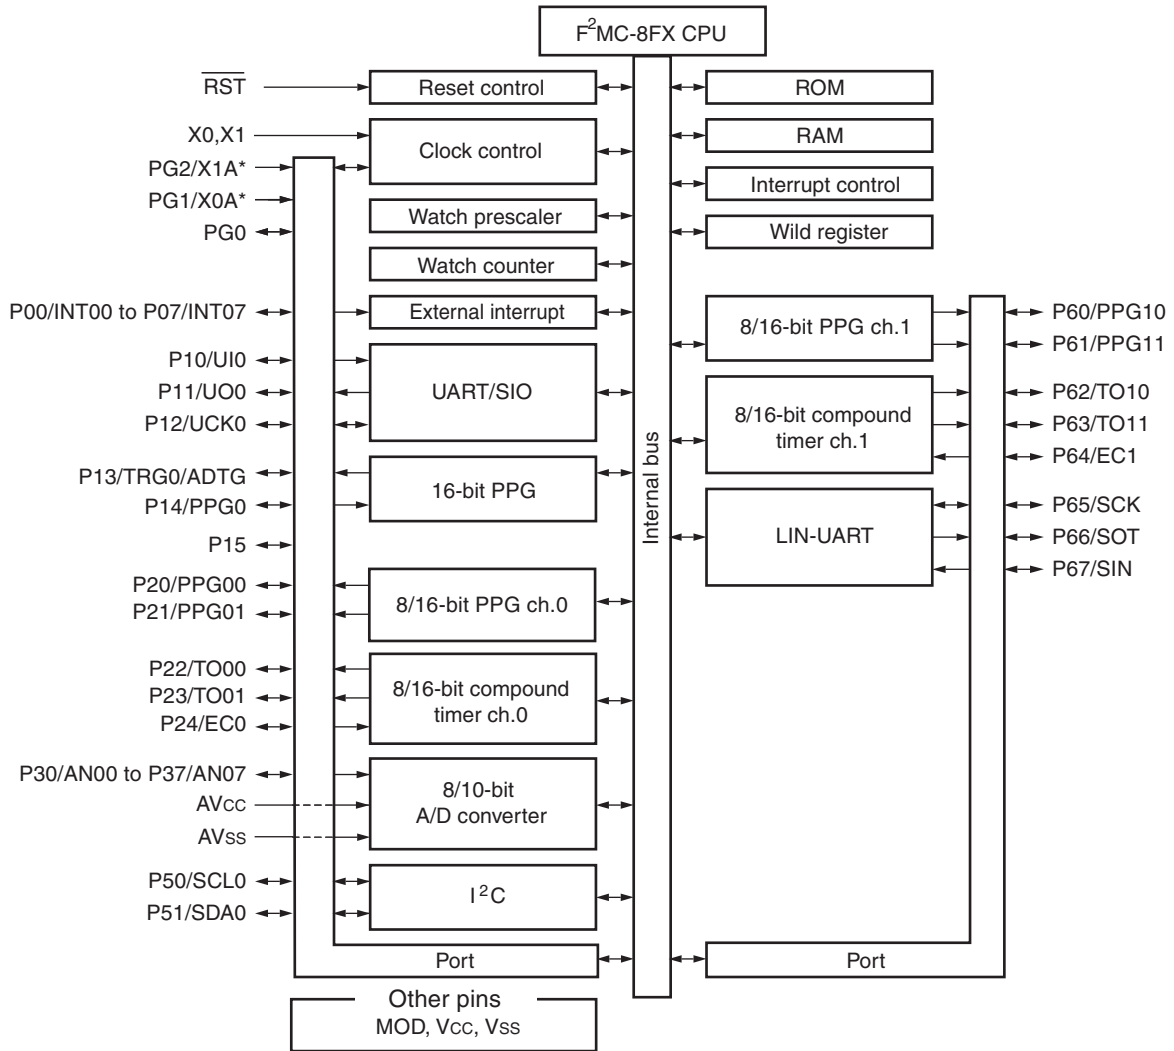 F²MC-8FX CPU
RST
Reset control
ROM
X0,X1
Clock control
RAM
PG2/X1A*
PG1/X0A*
Interrupt control
PG0
Watch prescaler
Wild register
Watch counter
P00/INT00 to P07/INT07
External interrupt
8/16-bit PPG ch.1
P60/PPG10
P61/PPG11
P10/UI0
P11/UO0
P12/UCK0
UART/SIO
8/16-bit compound
timer ch.1
P62/TO10
P63/TO11
P64/EC1
P13/TRG0/ADTG
P14/PPG0
16-bit PPG
Internal bus
LIN-UART
P65/SCK
P66/SOT
P67/SIN
P15
P20/PPG00
P21/PPG01
8/16-bit PPG ch.0
P22/TO00
P23/TO01
P24/EC0
8/16-bit compound
timer ch.0
P30/AN00 to P37/AN07
AVCC
AVSS
8/10-bit
A/D converter
P50/SCL0
P51/SDA0
I²C
Port
Port
Other pins
MOD, VCC, VSS